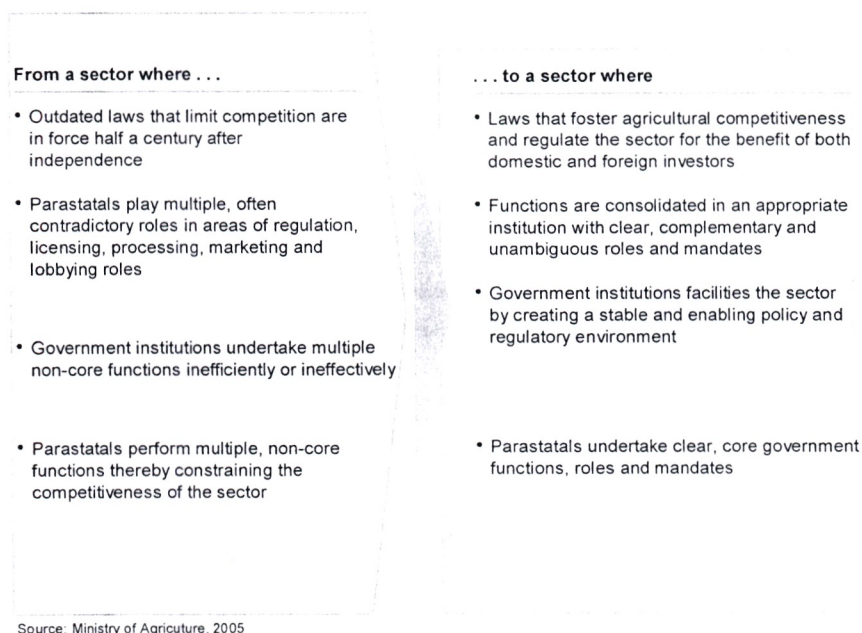 From a sector where . . .
• Outdated laws that limit competition are
in force half a century after
independence
• Parastatals play multiple, often
contradictory roles in areas of regulation,
licensing, processing, marketing and
lobbying roles
• Government institutions undertake multiple
non-core functions inefficiently or ineffectively
• Parastatals perform multiple, non-core
functions thereby constraining the
competitiveness of the sector
. . . to a sector where
• Laws that foster agricultural competitiveness
and regulate the sector for the benefit of both
domestic and foreign investors
• Functions are consolidated in an appropriate
institution with clear, complementary and
unambiguous roles and mandates
• Government institutions facilities the sector
by creating a stable and enabling policy and
regulatory environment
• Parastatals undertake clear, core government
functions, roles and mandates
Source: Ministry of Agricuture, 2005